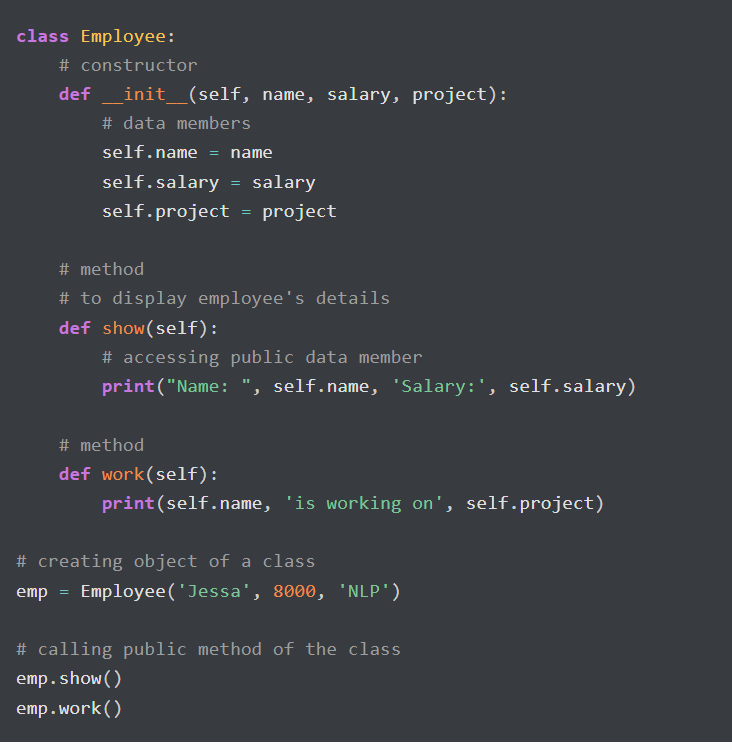 class Employee:
    # constructor
    def __init__(self, name, salary, project):
        # data members
        self.name = name
        self.salary = salary
        self.project = project

    # method
    # to display employee's details
    def show(self):
        # accessing public data member
        print("Name: ", self.name, 'Salary:', self.salary)

    # method
    def work(self):
        print(self.name, 'is working on', self.project)

# creating object of a class
emp = Employee('Jessa', 8000, 'NLP')

# calling public method of the class
emp.show()
emp.work()